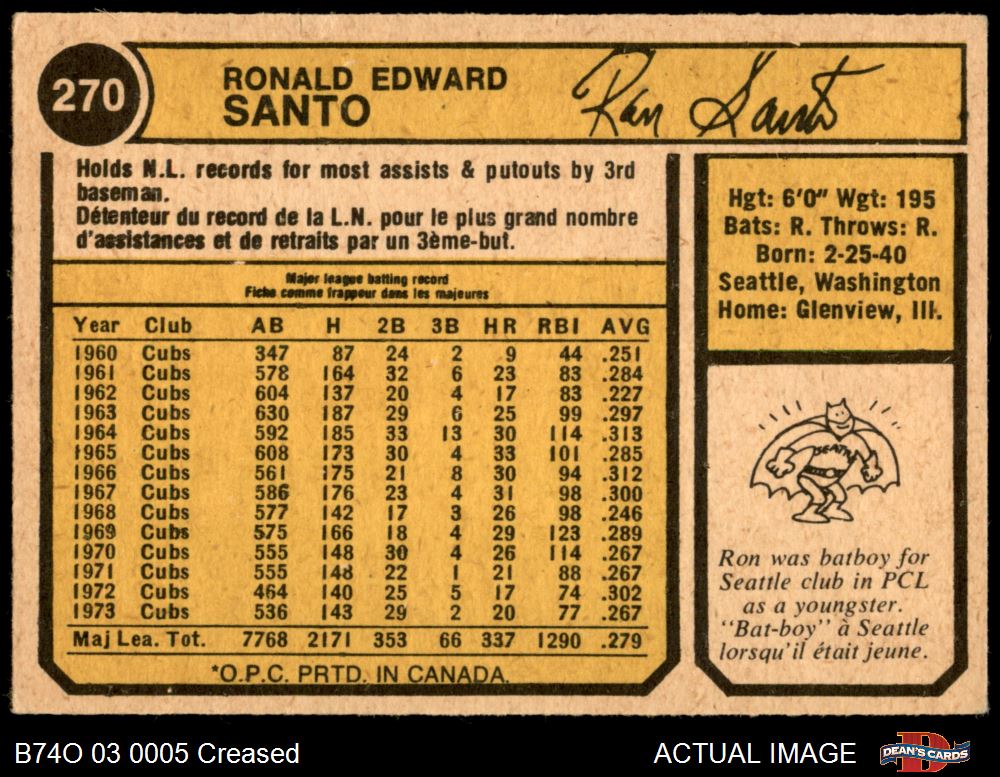 270
RONALD EDWARD
SANTO
Ron Santo
Holds N.L. records for most assists & putouts by 3rd
baseman.
Détenteur du record de la L.N. pour le plus grand nombre
d'assistances et de retraits par un 3ème-but.
Major league batting record
Fiche comme frappeur dans les majeures
Year Club AB H 2B 3B HR RBI AVG
1960 Cubs 347 87 24 2 9 44 .251
1961 Cubs 578 164 32 6 23 83 .284
1962 Cubs 604 137 20 4 17 83 .227
1963 Cubs 630 187 29 6 25 99 .297
1964 Cubs 592 185 33 13 30 114 .313
1965 Cubs 608 173 30 4 33 101 .285
1966 Cubs 561 175 21 8 30 94 .312
1967 Cubs 586 176 23 4 31 98 .300
1968 Cubs 577 142 17 3 26 98 .246
1969 Cubs 575 166 18 4 29 123 .289
1970 Cubs 555 148 30 4 26 114 .267
1971 Cubs 555 148 22 1 21 88 .267
1972 Cubs 464 140 25 5 17 74 .302
1973 Cubs 536 143 29 2 20 77 .267
Maj Lea. Tot. 7768 2171 353 66 337 1290 .279
*O.P.C. PRTD. IN CANADA.
Hgt: 6'0" Wgt: 195
Bats: R. Throws: R.
Born: 2-25-40
Seattle, Washington
Home: Glenview, Ill.
SEATTLE
Ron was batboy for
Seattle club in PCL
as a youngster.
"Bat-boy" à Seattle
lorsqu'il était jeune.
B74O 03 0005 Creased
ACTUAL IMAGE
DEAN'S CARDS